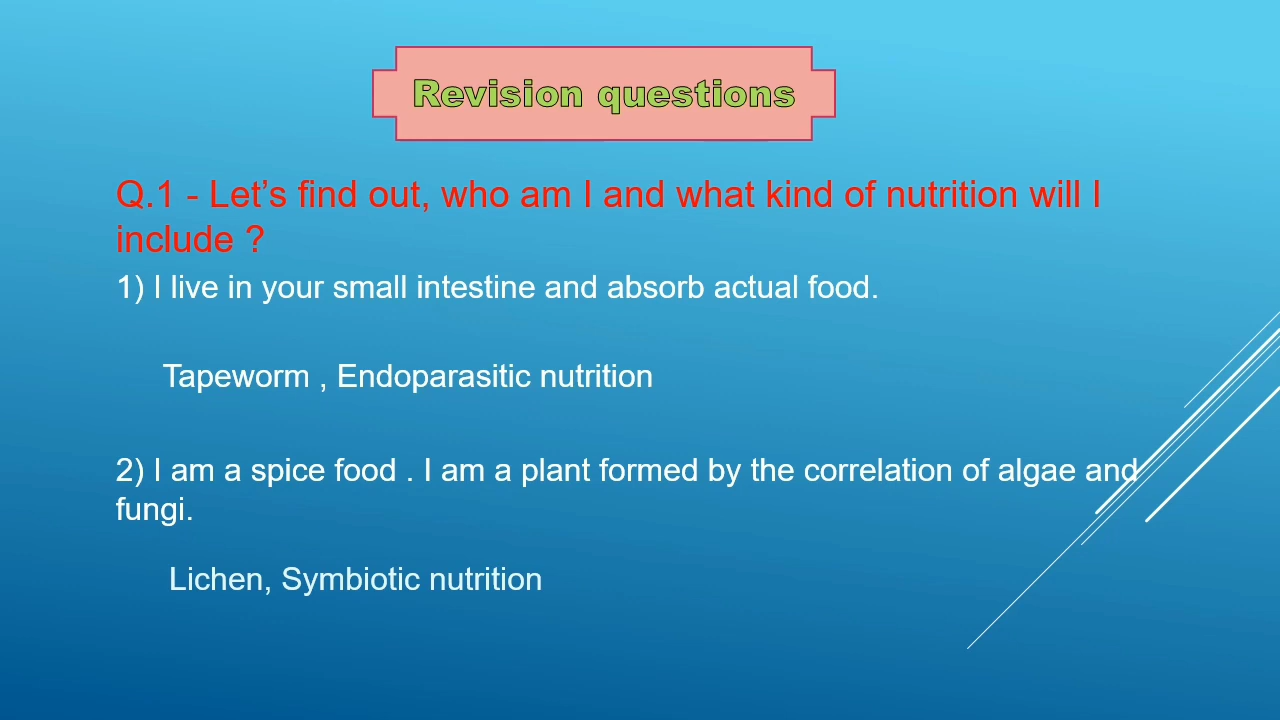 Revision questions
Q.1 - Let’s find out, who am I and what kind of nutrition will I
include ?
1) I live in your small intestine and absorb actual food.
Tapeworm , Endoparasitic nutrition
2) I am a spice food . I am a plant formed by the correlation of algae and
fungi.
Lichen, Symbiotic nutrition